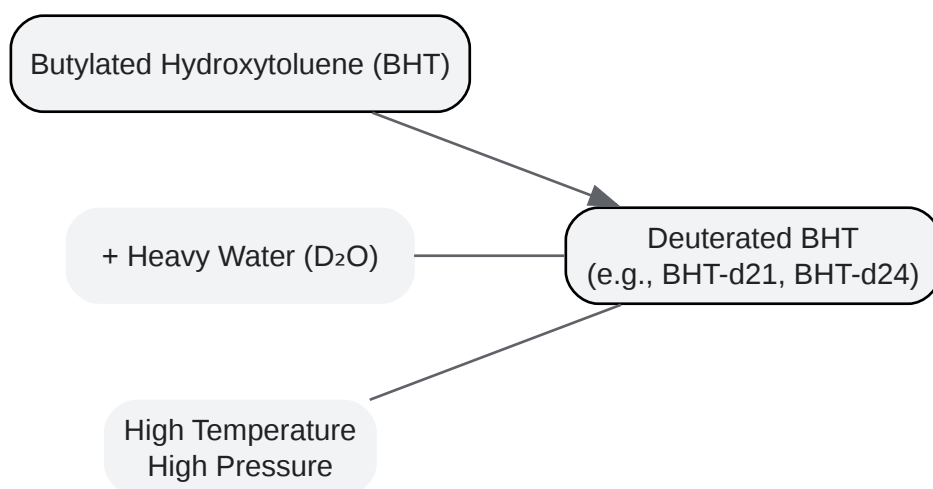 Butylated Hydroxytoluene (BHT)
Deuterated BHT
(e.g., BHT-d21, BHT-d24)
+ Heavy Water (D₂O)
High Temperature
High Pressure